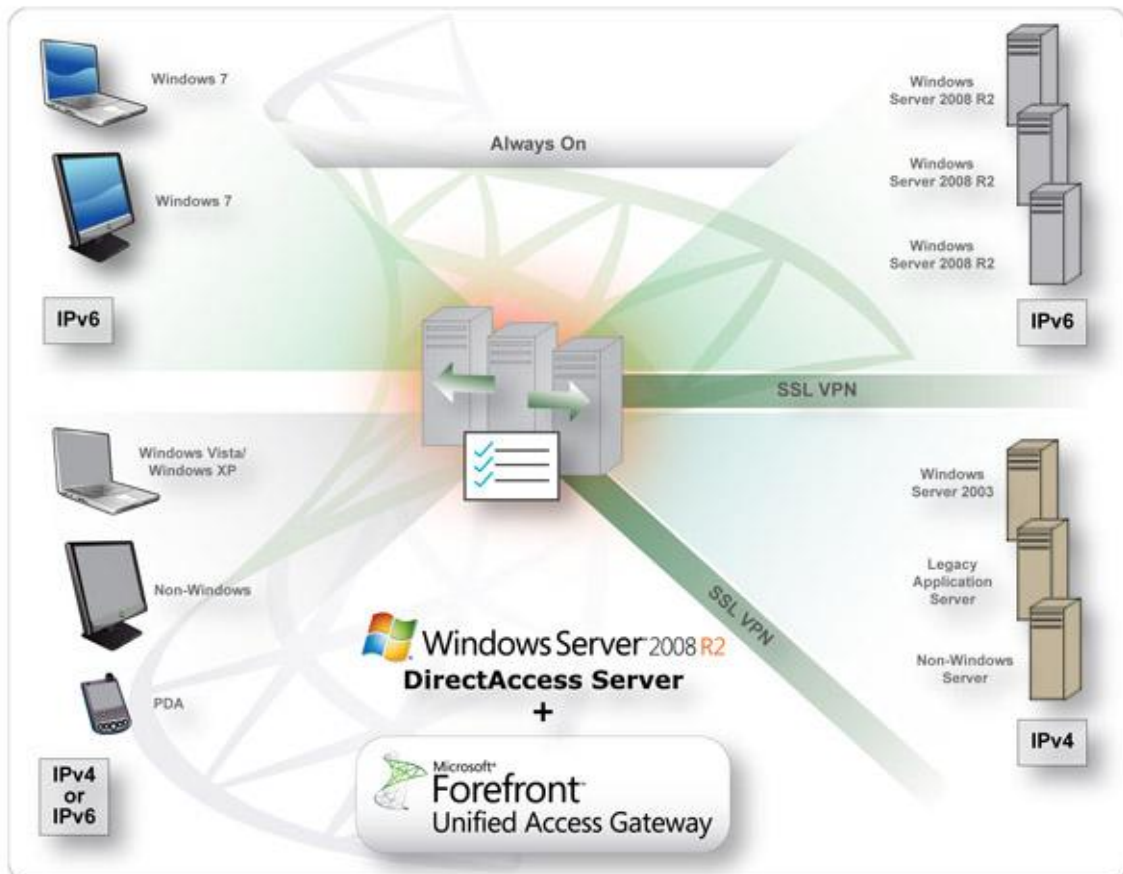 Windows 7
Windows 7
IPv6
Always On
Windows
Server 2008 R2
Windows
Server 2008 R2
Windows
Server 2008 R2
IPv6
SSL VPN
Windows Vista/
Windows XP
Non-Windows
PDA
IPv4
or
IPv6
SSL VPN
Windows
Server 2003
Legacy
Application
Server
Non-Windows
Server
IPv4
Windows Server 2008 R2
DirectAccess Server
+
Microsoft
Forefront
Unified Access Gateway